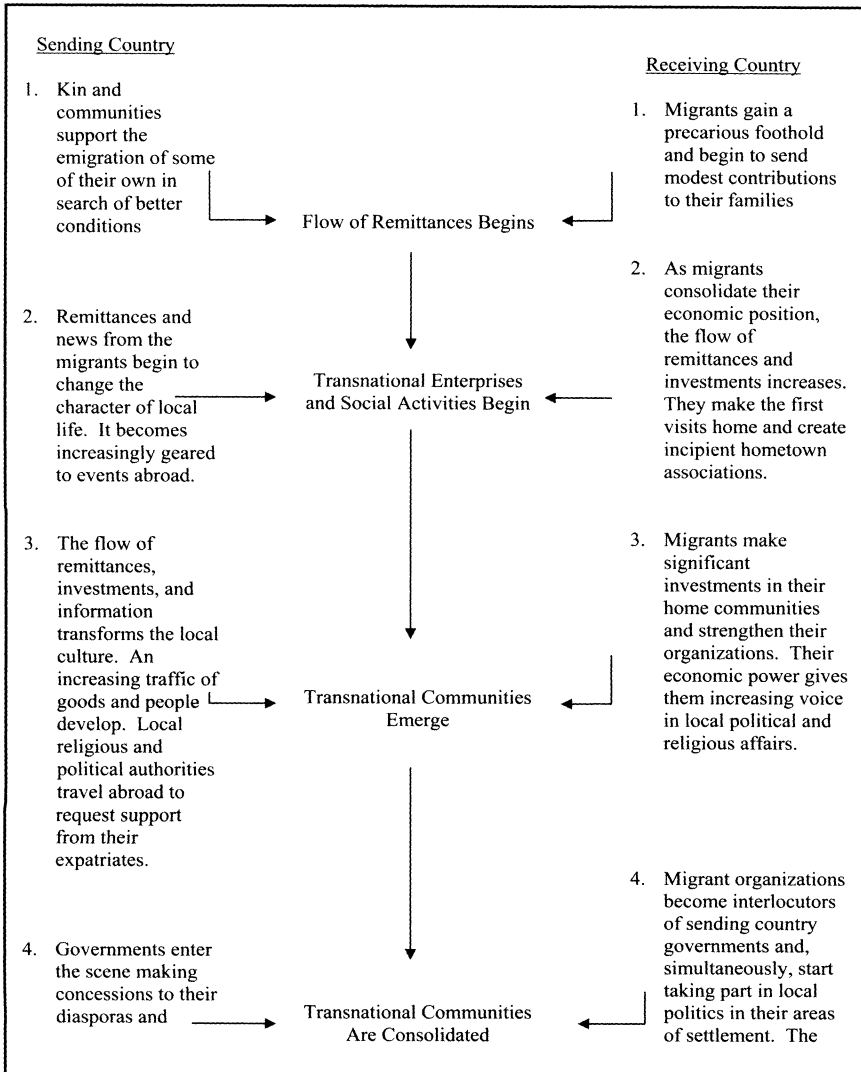 Sending Country
1. Kin and
communities
support the
emigration of some
of their own in
search of better
conditions
2. Remittances and
news from the
migrants begin to
change the
character of local
life. It becomes
increasingly geared
to events abroad.
3. The flow of
remittances,
investments, and
information
transforms the local
culture. An
increasing traffic of
goods and people
develop. Local
religious and
political authorities
travel abroad to
request support
from their
expatriates.
4. Governments enter
the scene making
concessions to their
diasporas and
Flow of Remittances Begins
Transnational Enterprises
and Social Activities Begin
Transnational Communities
Emerge
Transnational Communities
Are Consolidated
Receiving Country
1. Migrants gain a
precarious foothold
and begin to send
modest contributions
to their families
2. As migrants
consolidate their
economic position,
the flow of
remittances and
investments increases.
They make the first
visits home and create
incipient hometown
associations.
3. Migrants make
significant
investments in their
home communities
and strengthen their
organizations. Their
economic power gives
them increasing voice
in local political and
religious affairs.
4. Migrant organizations
become interlocutors
of sending country
governments and,
simultaneously, start
taking part in local
politics in their areas
of settlement. The